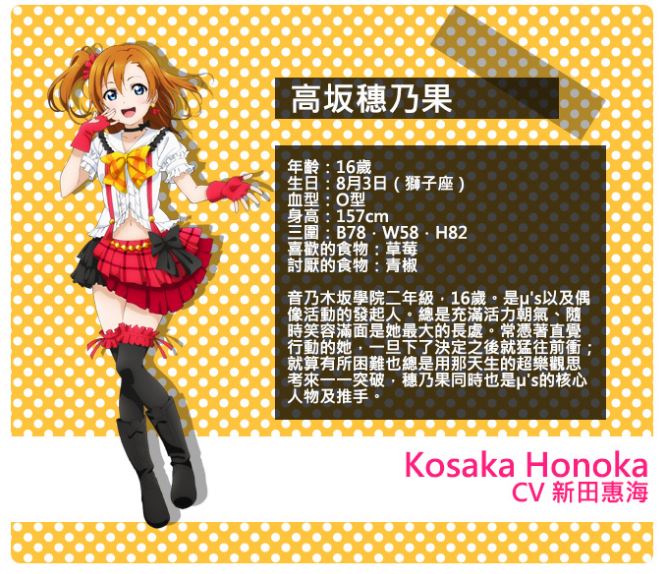 高坂穗乃果
年齡：16歲
生日：8月3日（獅子座）
血型：O型
身高：157cm
三圍：B78．W58．H82
喜歡的食物：草莓
討厭的食物：青椒
音乃木坂學院二年級，16歲。是μ's以及偶
像活動的發起人。總是充滿活力朝氣、隨
時笑容滿面是她最大的長處。常憑著直覺
行動的她，一旦下了決定之後就猛往前衝；
就算有所困難也總是用那天生的超樂觀思
考來一一突破，穗乃果同時也是μ's的核心
人物及推手。
Kosaka Honoka
CV 新田惠海